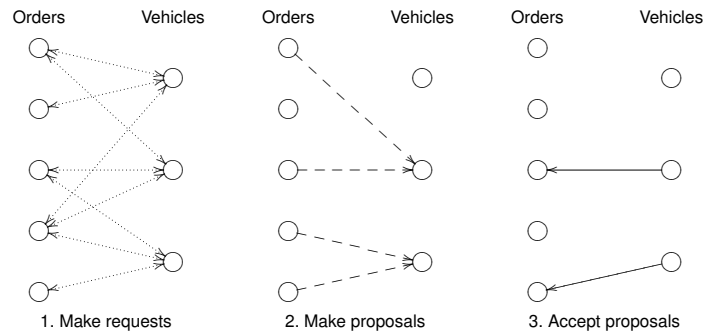 Orders Vehicles Orders Vehicles Orders Vehicles
1. Make requests 2. Make proposals 3. Accept proposals